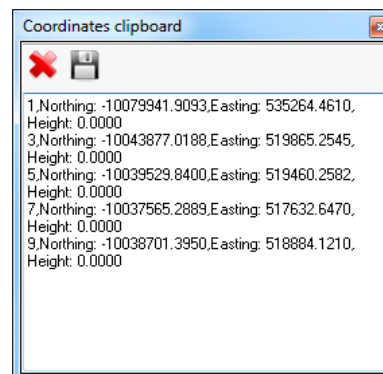 Coordinates clipboard
1,Northing: -10079941.9093,Easting: 535264.4610,
Height: 0.0000
3,Northing: -10043877.0188,Easting: 519865.2545,
Height: 0.0000
5,Northing: -10039529.8400,Easting: 519460.2582,
Height: 0.0000
7,Northing: -10037565.2889,Easting: 517632.6470,
Height: 0.0000
9,Northing: -10038701.3950,Easting: 518884.1210,
Height: 0.0000